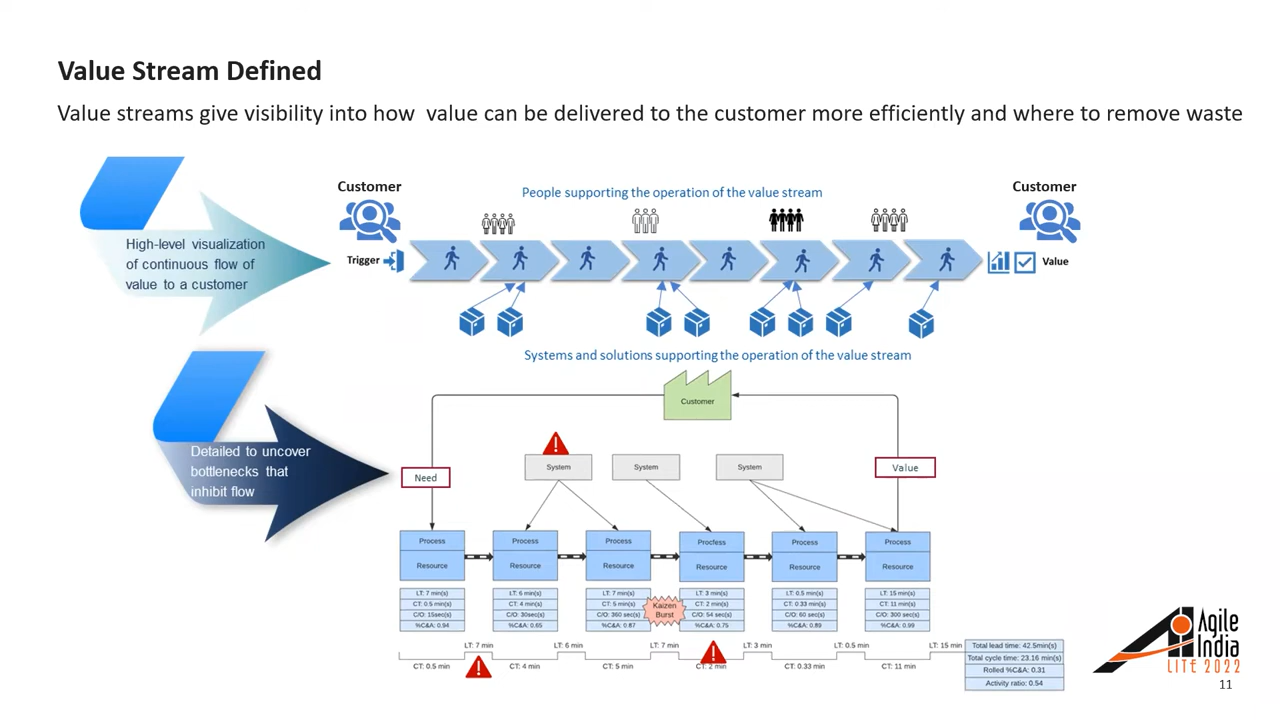 Value Stream Defined
Value streams give visibility into how value can be delivered to the customer more efficiently and where to remove waste
High-level visualization
of continuous flow of
value to a customer
Customer
People supporting the operation of the value stream
Customer
Trigger
Value
Systems and solutions supporting the operation of the value stream
Detailed to uncover
bottlenecks that
inhibit flow
Customer
Need
System
System
System
Value
Process
Process
Process
Process
Process
Process
Resource
Resource
Resource
Resource
Resource
Resource
LT: 7 min(s)
CT: 0.5 min(s)
C/O: 15sec(s)
%C&A: 0.94
LT: 6 min(s)
CT: 4 min(s)
C/O: 30sec(s)
%C&A: 0.65
LT: 7 min(s)
CT: 5 min(s)
C/O: 360 sec(s)
%C&A: 0.87
Kaizen
Burst
LT: 3 min(s)
CT: 2 min(s)
C/O: 54 sec(s)
%C&A: 0.75
LT: 0.5 min(s)
CT: 0.33 min(s)
C/O: 60 sec(s)
%C&A: 0.89
LT: 15 min(s)
CT: 11 min(s)
C/O: 300 sec(s)
%C&A: 0.99
LT: 7 min
LT: 6 min
LT: 7 min
LT: 3 min
LT: 0.5 min
LT: 15 min
CT: 0.5 min
CT: 4 min
CT: 5 min
CT: 2 min
CT: 0.33 min
CT: 11 min
Total lead time: 42.5min(s)
Total cycle time: 23.16 min(s)
Rolled %C&A: 0.31
Activity ratio: 0.54
Agile
India
LITE 2022
11